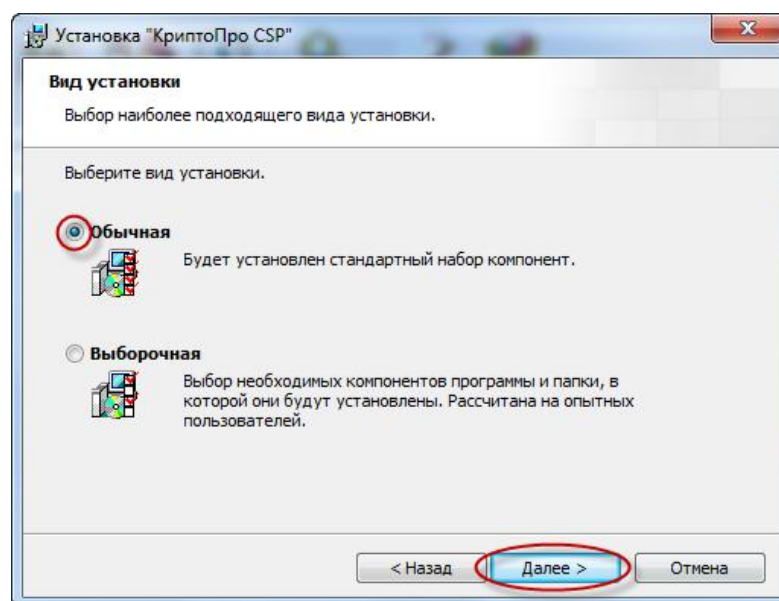 Установка "КриптоПро CSP"
Вид установки
Выбор наиболее подходящего вида установки.
Выберите вид установки.
Обычная
Будет установлен стандартный набор компонент.
Выборочная
Выбор необходимых компонентов программы и папки, в
которой они будут установлены. Рассчитана на опытных
пользователей.
< Назад
Далее >
Отмена